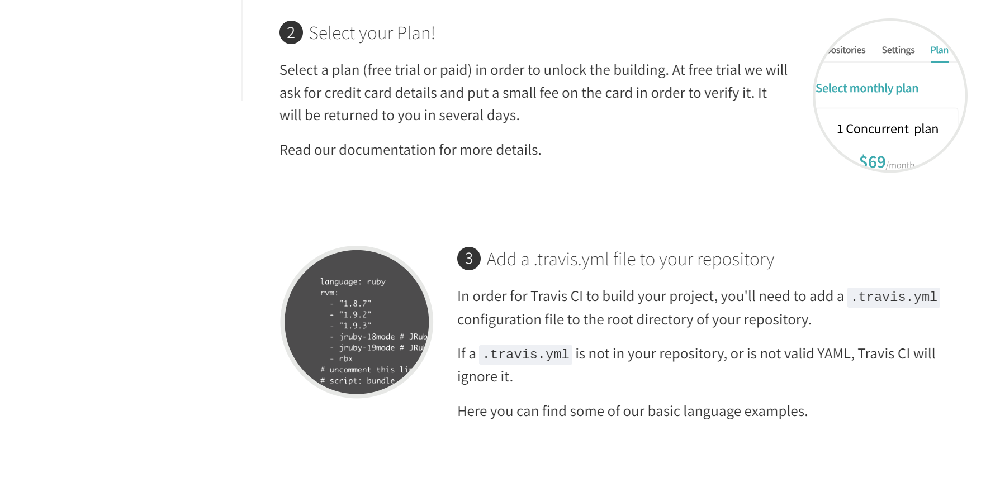 2 Select your Plan!
Select a plan (free trial or paid) in order to unlock the building. At free trial we will
ask for credit card details and put a small fee on the card in order to verify it. It
will be returned to you in several days.
Read our documentation for more details.
Settings Plan
Select monthly plan
1 Concurrent plan
$69/month
language: ruby
rvm:
- "1.8.7"
- "1.9.2"
- "1.9.3"
- jruby-18mode #
- jruby-19mode #
- rbx
# uncomment this
# script: bundle
3 Add a .travis.yml file to your repository
In order for Travis CI to build your project, you'll need to add a .travis.yml
configuration file to the root directory of your repository.
If a .travis.yml is not in your repository, or is not valid YAML, Travis CI will
ignore it.
Here you can find some of our basic language examples.